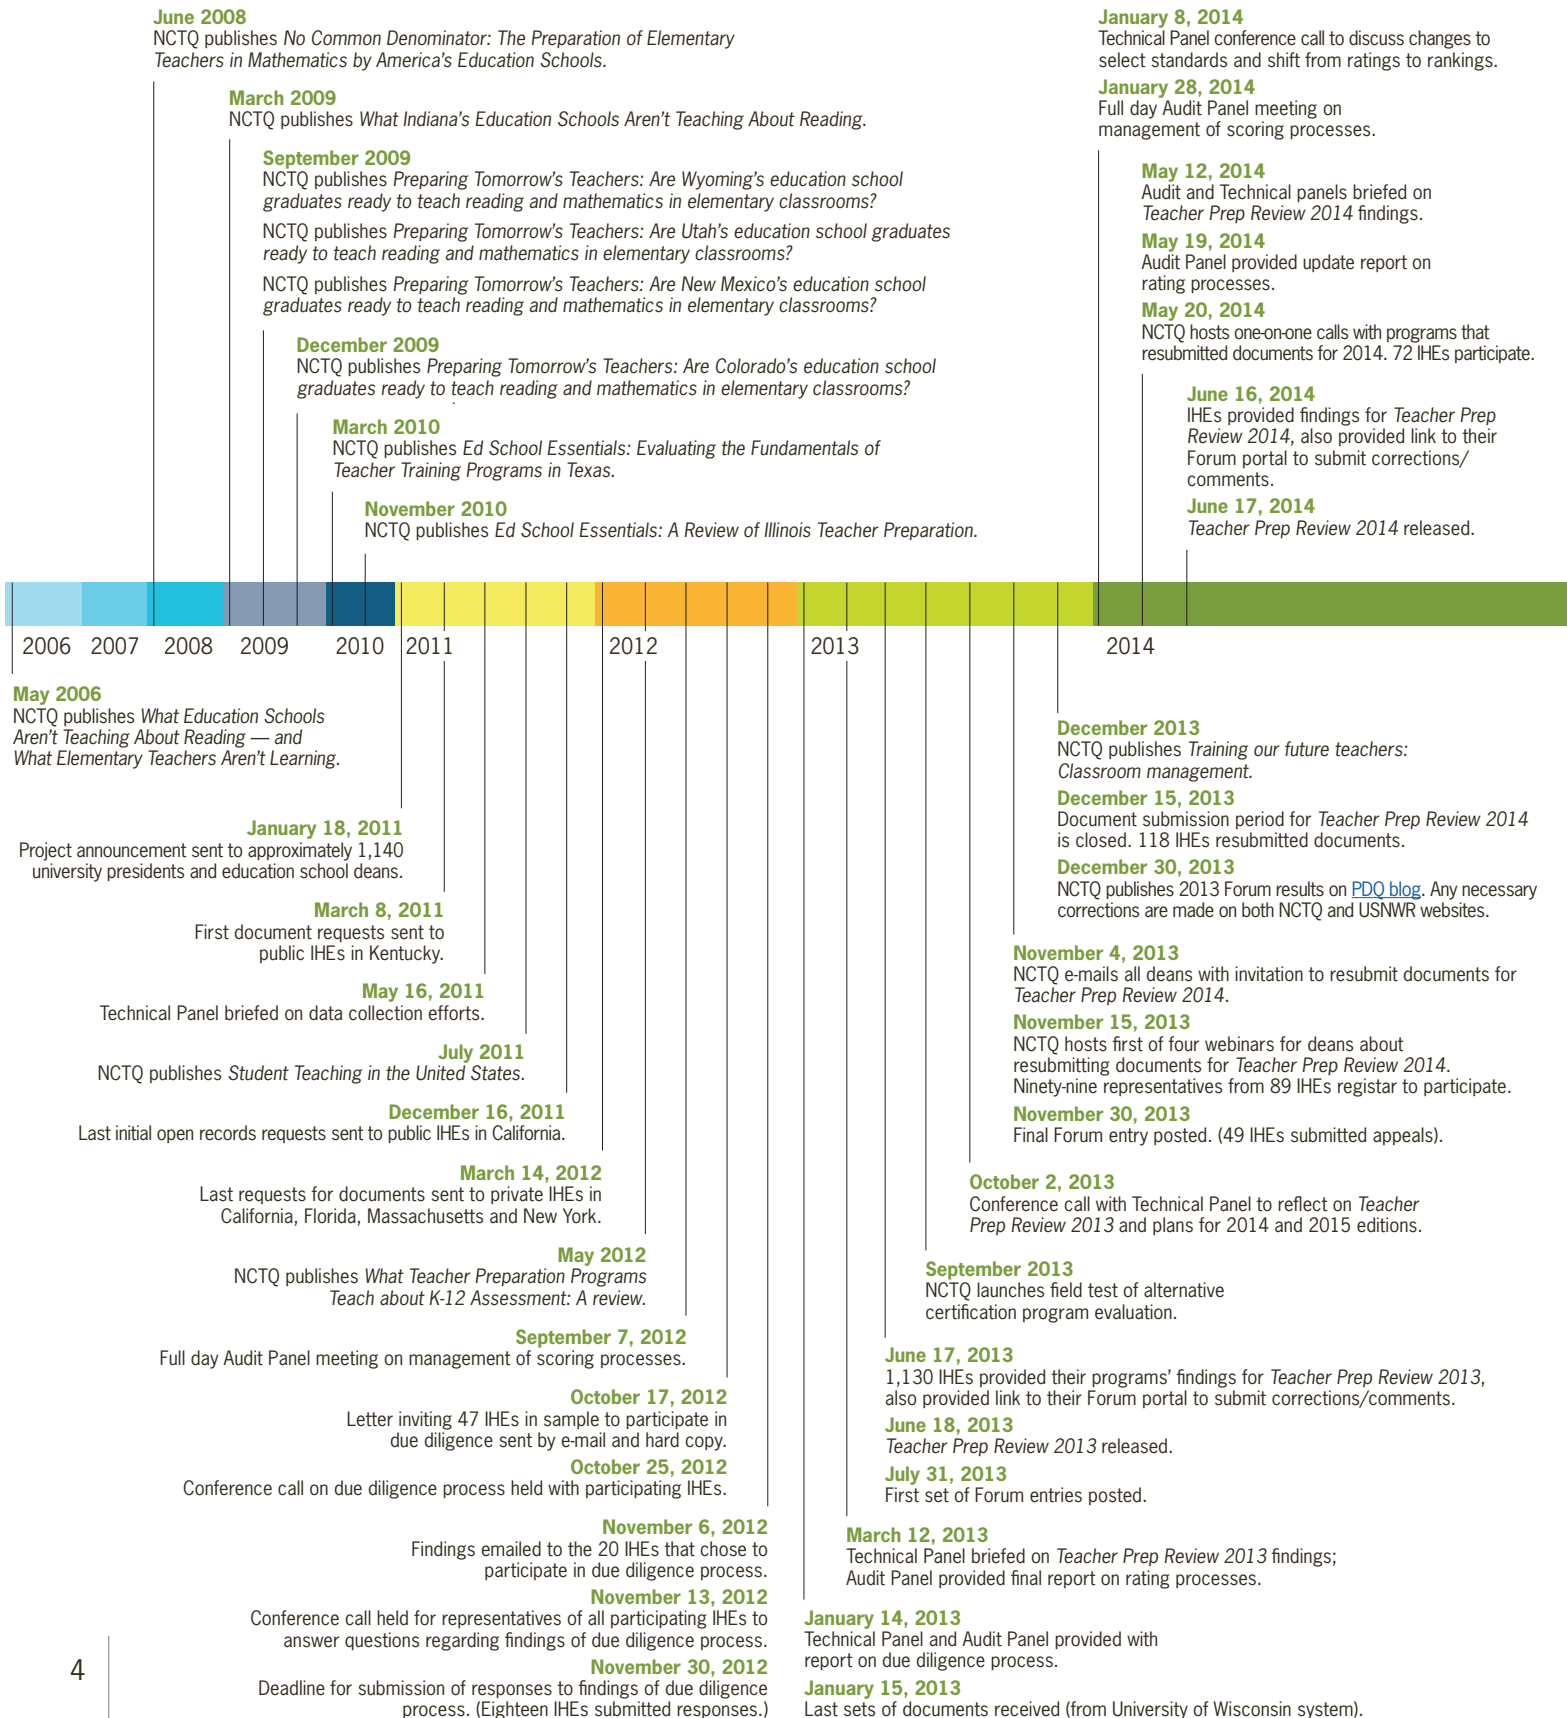 June 2008
NCTQ publishes No Common Denominator: The Preparation of Elementary
Teachers in Mathematics by America's Education Schools.
March 2009
NCTQ publishes What Indiana's Education Schools Aren't Teaching About Reading.
September 2009
NCTQ publishes Preparing Tomorrow's Teachers: Are Wyoming's education school
graduates ready to teach reading and mathematics in elementary classrooms?
NCTQ publishes Preparing Tomorrow's Teachers: Are Utah's education school graduates
ready to teach reading and mathematics in elementary classrooms?
NCTQ publishes Preparing Tomorrow's Teachers: Are New Mexico's education school
graduates ready to teach reading and mathematics in elementary classrooms?
December 2009
NCTQ publishes Preparing Tomorrow's Teachers: Are Colorado's education school
graduates ready to teach reading and mathematics in elementary classrooms?
March 2010
NCTQ publishes Ed School Essentials: Evaluating the Fundamentals of
Teacher Training Programs in Texas.
November 2010
NCTQ publishes Ed School Essentials: A Review of Illinois Teacher Preparation.
January 8, 2014
Technical Panel conference call to discuss changes to
select standards and shift from ratings to rankings.
January 28, 2014
Full day Audit Panel meeting on
management of scoring processes.
May 12, 2014
Audit and Technical panels briefed on
Teacher Prep Review 2014 findings.
May 19, 2014
Audit Panel provided update report on
rating processes.
May 20, 2014
NCTQ hosts one-on-one calls with programs that
resubmitted documents for 2014. 72 IHEs participate.
June 16, 2014
IHEs provided findings for Teacher Prep
Review 2014, also provided link to their
Forum portal to submit corrections/
comments.
June 17, 2014
Teacher Prep Review 2014 released.
2006 2007 2008 2009 2010 2011 2012 2013 2014
May 2006
NCTQ publishes What Education Schools
Aren't Teaching About Reading — and
What Elementary Teachers Aren't Learning.
January 18, 2011
Project announcement sent to approximately 1,140
university presidents and education school deans.
March 8, 2011
First document requests sent to
public IHEs in Kentucky.
May 16, 2011
Technical Panel briefed on data collection efforts.
July 2011
NCTQ publishes Student Teaching in the United States.
December 16, 2011
Last initial open records requests sent to public IHEs in California.
March 14, 2012
Last requests for documents sent to private IHEs in
California, Florida, Massachusetts and New York.
May 2012
NCTQ publishes What Teacher Preparation Programs
Teach about K-12 Assessment: A review.
September 7, 2012
Full day Audit Panel meeting on management of scoring processes.
October 17, 2012
Letter inviting 47 IHEs in sample to participate in
due diligence sent by e-mail and hard copy.
October 25, 2012
Conference call on due diligence process held with participating IHEs.
November 6, 2012
Findings emailed to the 20 IHEs that chose to
participate in due diligence process.
November 13, 2012
Conference call held for representatives of all participating IHEs to
answer questions regarding findings of due diligence process.
November 30, 2012
Deadline for submission of responses to findings of due diligence
process. (Eighteen IHEs submitted responses.)
December 2013
NCTQ publishes Training our future teachers:
Classroom management.
December 15, 2013
Document submission period for Teacher Prep Review 2014
is closed. 118 IHEs resubmitted documents.
December 30, 2013
NCTQ publishes 2013 Forum results on PDQ blog. Any necessary
corrections are made on both NCTQ and USNWR websites.
November 4, 2013
NCTQ e-mails all deans with invitation to resubmit documents for
Teacher Prep Review 2014.
November 15, 2013
NCTQ hosts first of four webinars for deans about
resubmitting documents for Teacher Prep Review 2014.
Ninety-nine representatives from 89 IHEs registar to participate.
November 30, 2013
Final Forum entry posted. (49 IHEs submitted appeals).
October 2, 2013
Conference call with Technical Panel to reflect on Teacher
Prep Review 2013 and plans for 2014 and 2015 editions.
September 2013
NCTQ launches field test of alternative
certification program evaluation.
June 17, 2013
1,130 IHEs provided their programs' findings for Teacher Prep Review 2013,
also provided link to their Forum portal to submit corrections/comments.
June 18, 2013
Teacher Prep Review 2013 released.
July 31, 2013
First set of Forum entries posted.
March 12, 2013
Technical Panel briefed on Teacher Prep Review 2013 findings;
Audit Panel provided final report on rating processes.
January 14, 2013
Technical Panel and Audit Panel provided with
report on due diligence process.
January 15, 2013
Last sets of documents received (from University of Wisconsin system).
4